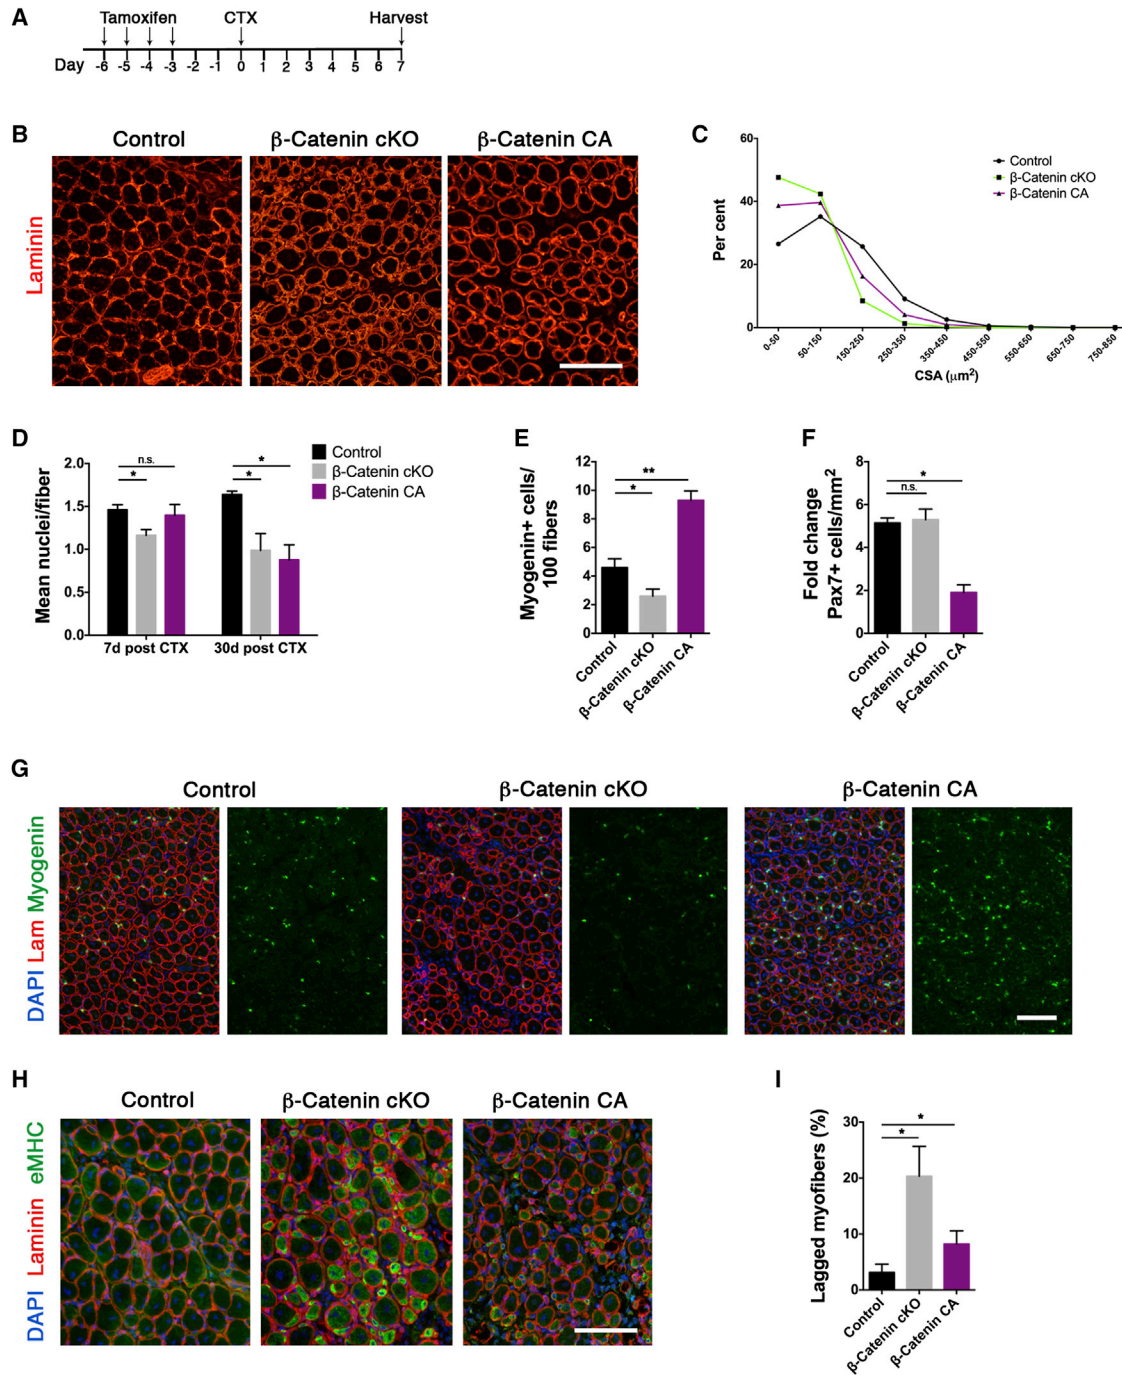 A
Tamoxifen CTX Harvest
Day -6 -5 -4 -3 -2 -1 0 1 2 3 4 5 6 7
B
Control β-Catenin cKO β-Catenin CA
Laminin
C
Per cent
60
40
20
0
Control
β-Catenin cKO
β-Catenin CA
0-50 50-150 150-250 250-350 350-450 450-550 550-650 650-750 750-850
CSA (μm²)
D
Mean nuclei/fiber
2.0
1.5
1.0
0.5
0.0
n.s.
*
*
*
Control
β-Catenin cKO
β-Catenin CA
7d post CTX 30d post CTX
E
Myogenin+ cells/
100 fibers
12
10
8
6
4
2
0
**
*
Control β-Catenin cKO β-Catenin CA
F
Fold change
Pax7+ cells/mm²
8
6
4
2
0
*
n.s.
Control β-Catenin cKO β-Catenin CA
G
Control β-Catenin cKO β-Catenin CA
DAPI Lam Myogenin
H
Control β-Catenin cKO β-Catenin CA
DAPI Laminin eMHC
I
Lagged myofibers (%)
30
20
10
0
*
*
Control β-Catenin cKO β-Catenin CA